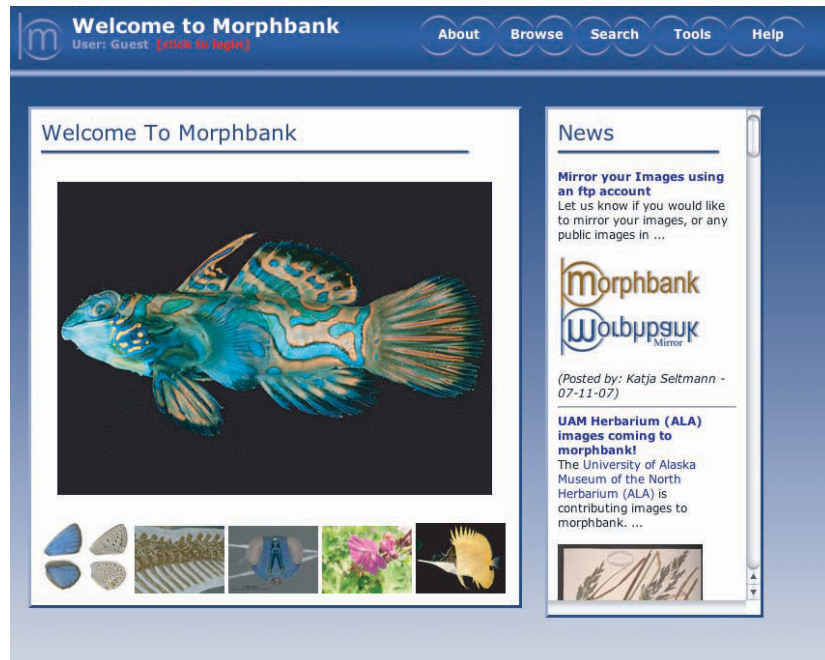 Welcome to Morphbank
User: Guest [click to login]
About Browse Search Tools Help
Welcome To Morphbank
News
Mirror your Images using
an ftp account
Let us know if you would like
to mirror your images, or any
public images in ...
morphbank
morphbank
Mirror
(Posted by: Katja Seltmann -
07-11-07)
UAM Herbarium (ALA)
images coming to
morphbank!
The University of Alaska
Museum of the North
Herbarium (ALA) is
contributing images to
morphbank. ...